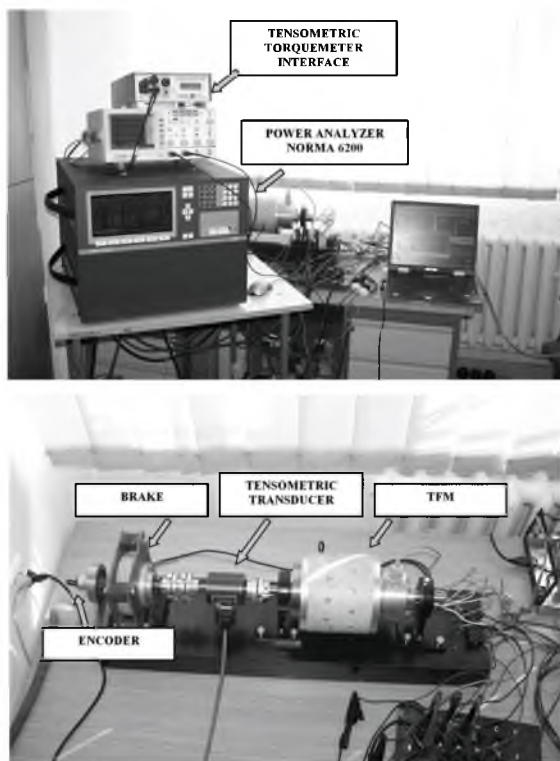 TENSOMETRIC
TORQUEMETER
INTERFACE
POWER ANALYZER
NORMA 6200
BRAKE
TENSOMETRIC
TRANSDUCER
TFM
ENCODER